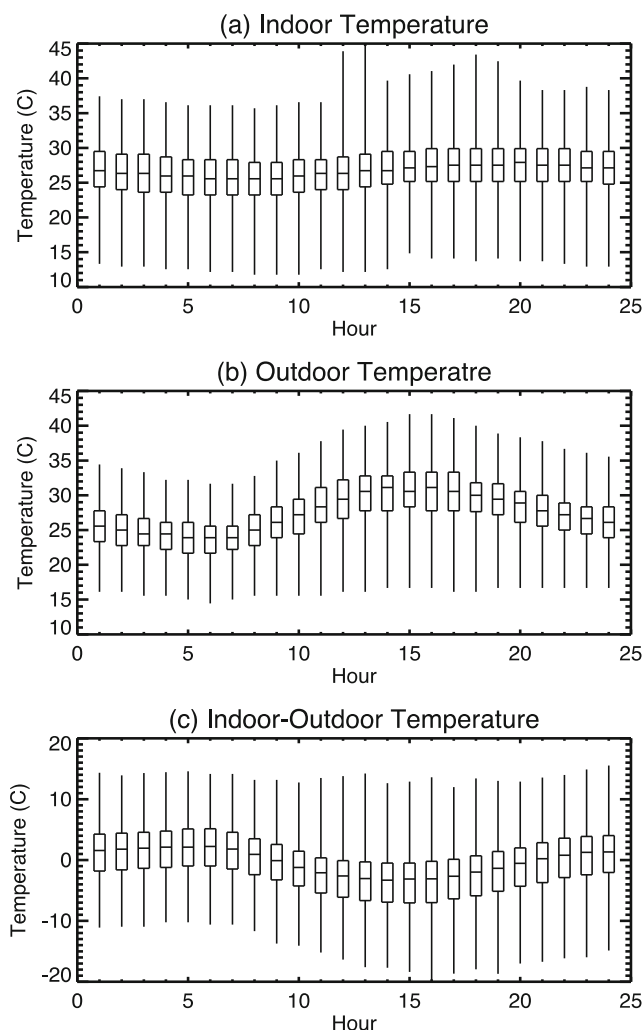 (a) Indoor Temperature
45
40
35
30
25
20
15
10
Temperature (C)
0 5 10 15 20 25
Hour
(b) Outdoor Temperatre
45
40
35
30
25
20
15
10
Temperature (C)
0 5 10 15 20 25
Hour
(c) Indoor-Outdoor Temperature
20
10
0
-10
-20
Temperature (C)
0 5 10 15 20 25
Hour